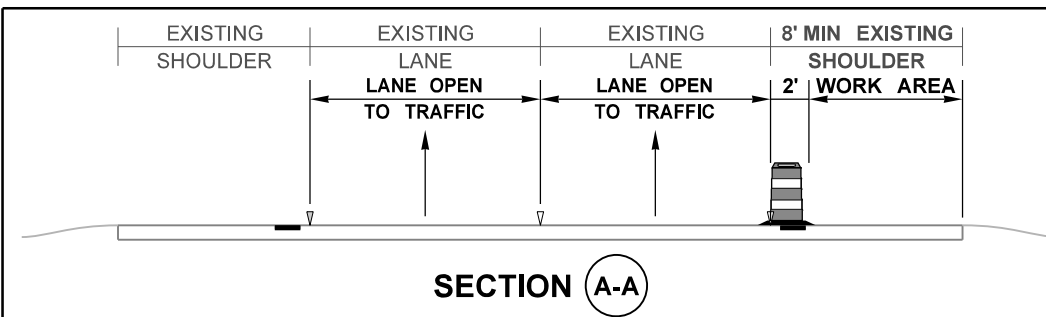 EXISTING EXISTING EXISTING 8' MIN EXISTING
SHOULDER LANE LANE SHOULDER
LANE OPEN LANE OPEN 2' WORK AREA
TO TRAFFIC TO TRAFFIC
SECTION A-A